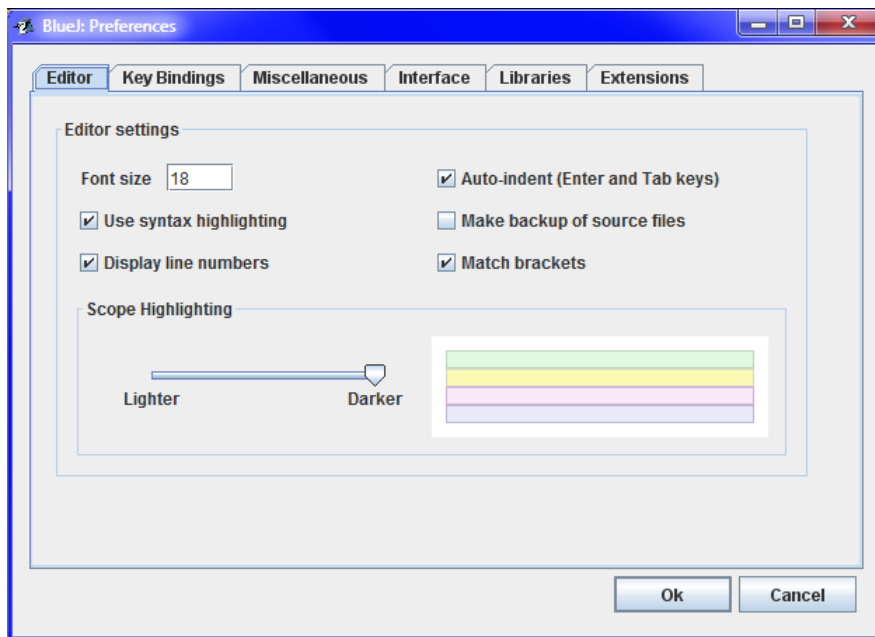 BlueJ: Preferences
Editor Key Bindings Miscellaneous Interface Libraries Extensions
Editor settings
Font size 18
Auto-indent (Enter and Tab keys)
Use syntax highlighting
Make backup of source files
Display line numbers
Match brackets
Scope Highlighting
Lighter Darker
Ok Cancel